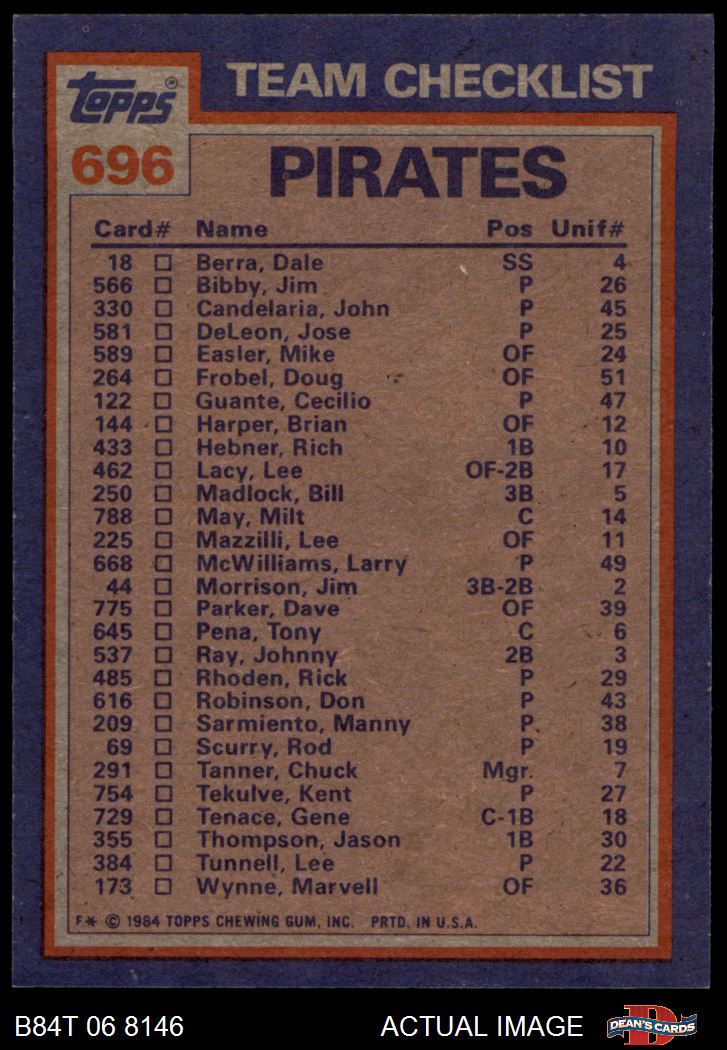 topps®
TEAM CHECKLIST
696
PIRATES
Card# Name Pos Unif#
18 Berra, Dale SS 4
566 Bibby, Jim P 26
330 Candelaria, John P 45
581 DeLeon, Jose P 25
589 Easler, Mike OF 24
264 Frobel, Doug OF 51
122 Guante, Cecilio P 47
144 Harper, Brian OF 12
433 Hebner, Rich 1B 10
462 Lacy, Lee OF-2B 17
250 Madlock, Bill 3B 5
788 May, Milt C 14
225 Mazzilli, Lee OF 11
668 McWilliams, Larry P 49
44 Morrison, Jim 3B-2B 2
775 Parker, Dave OF 39
645 Pena, Tony C 6
537 Ray, Johnny 2B 3
485 Rhoden, Rick P 29
616 Robinson, Don P 43
209 Sarmiento, Manny P 38
69 Scurry, Rod P 19
291 Tanner, Chuck Mgr. 7
754 Tekulve, Kent P 27
729 Tenace, Gene C-1B 18
355 Thompson, Jason 1B 30
384 Tunnell, Lee P 22
173 Wynne, Marvell OF 36
F* © 1984 TOPPS CHEWING GUM, INC. PRTD. IN U.S.A.
B84T 06 8146 ACTUAL IMAGE DEAN'S CARDS